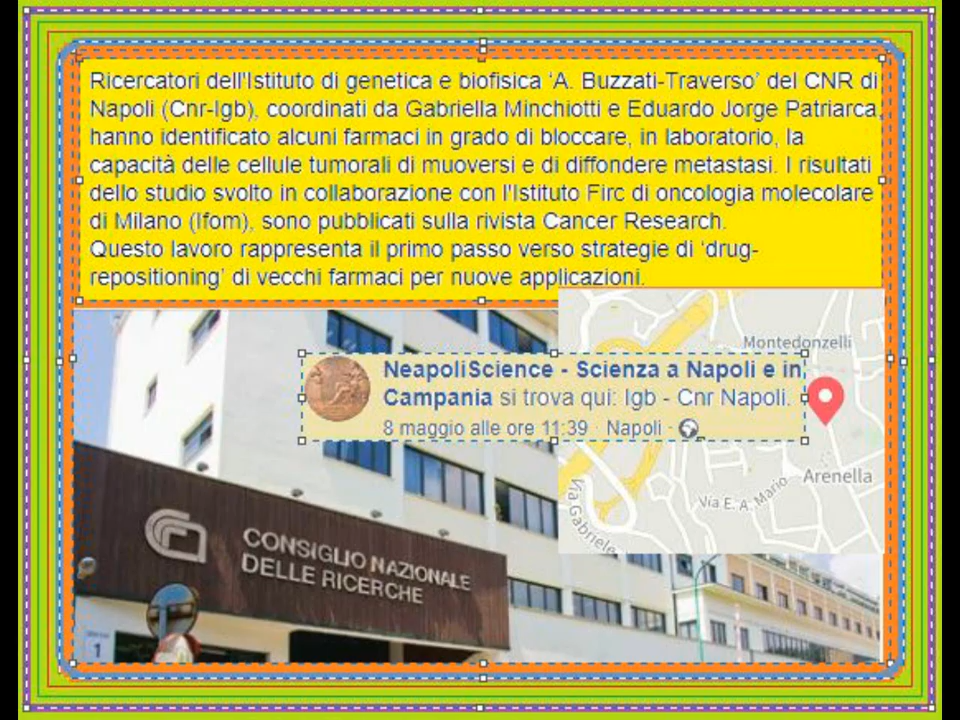 Ricercatori dell'Istituto di genetica e biofisica ‘A. Buzzati-Traverso’ del CNR di
Napoli (Cnr-Igb), coordinati da Gabriella Minchiotti e Eduardo Jorge Patriarca,
hanno identificato alcuni farmaci in grado di bloccare, in laboratorio, la
capacità delle cellule tumorali di muoversi e di diffondere metastasi. I risultati
dello studio svolto in collaborazione con l'Istituto Firc di oncologia molecolare
di Milano (Ifom), sono pubblicati sulla rivista Cancer Research.
Questo lavoro rappresenta il primo passo verso strategie di ‘drug-
repositioning’ di vecchi farmaci per nuove applicazioni.
Montedonzelli
NeapoliScience - Scienza a Napoli e in
Campania si trova qui: Igb - Cnr Napoli.
8 maggio alle ore 11:39 · Napoli ·
Arenella
Via E. A. Mario
Via Gabriele
CONSIGLIO NAZIONALE
DELLE RICERCHE
1